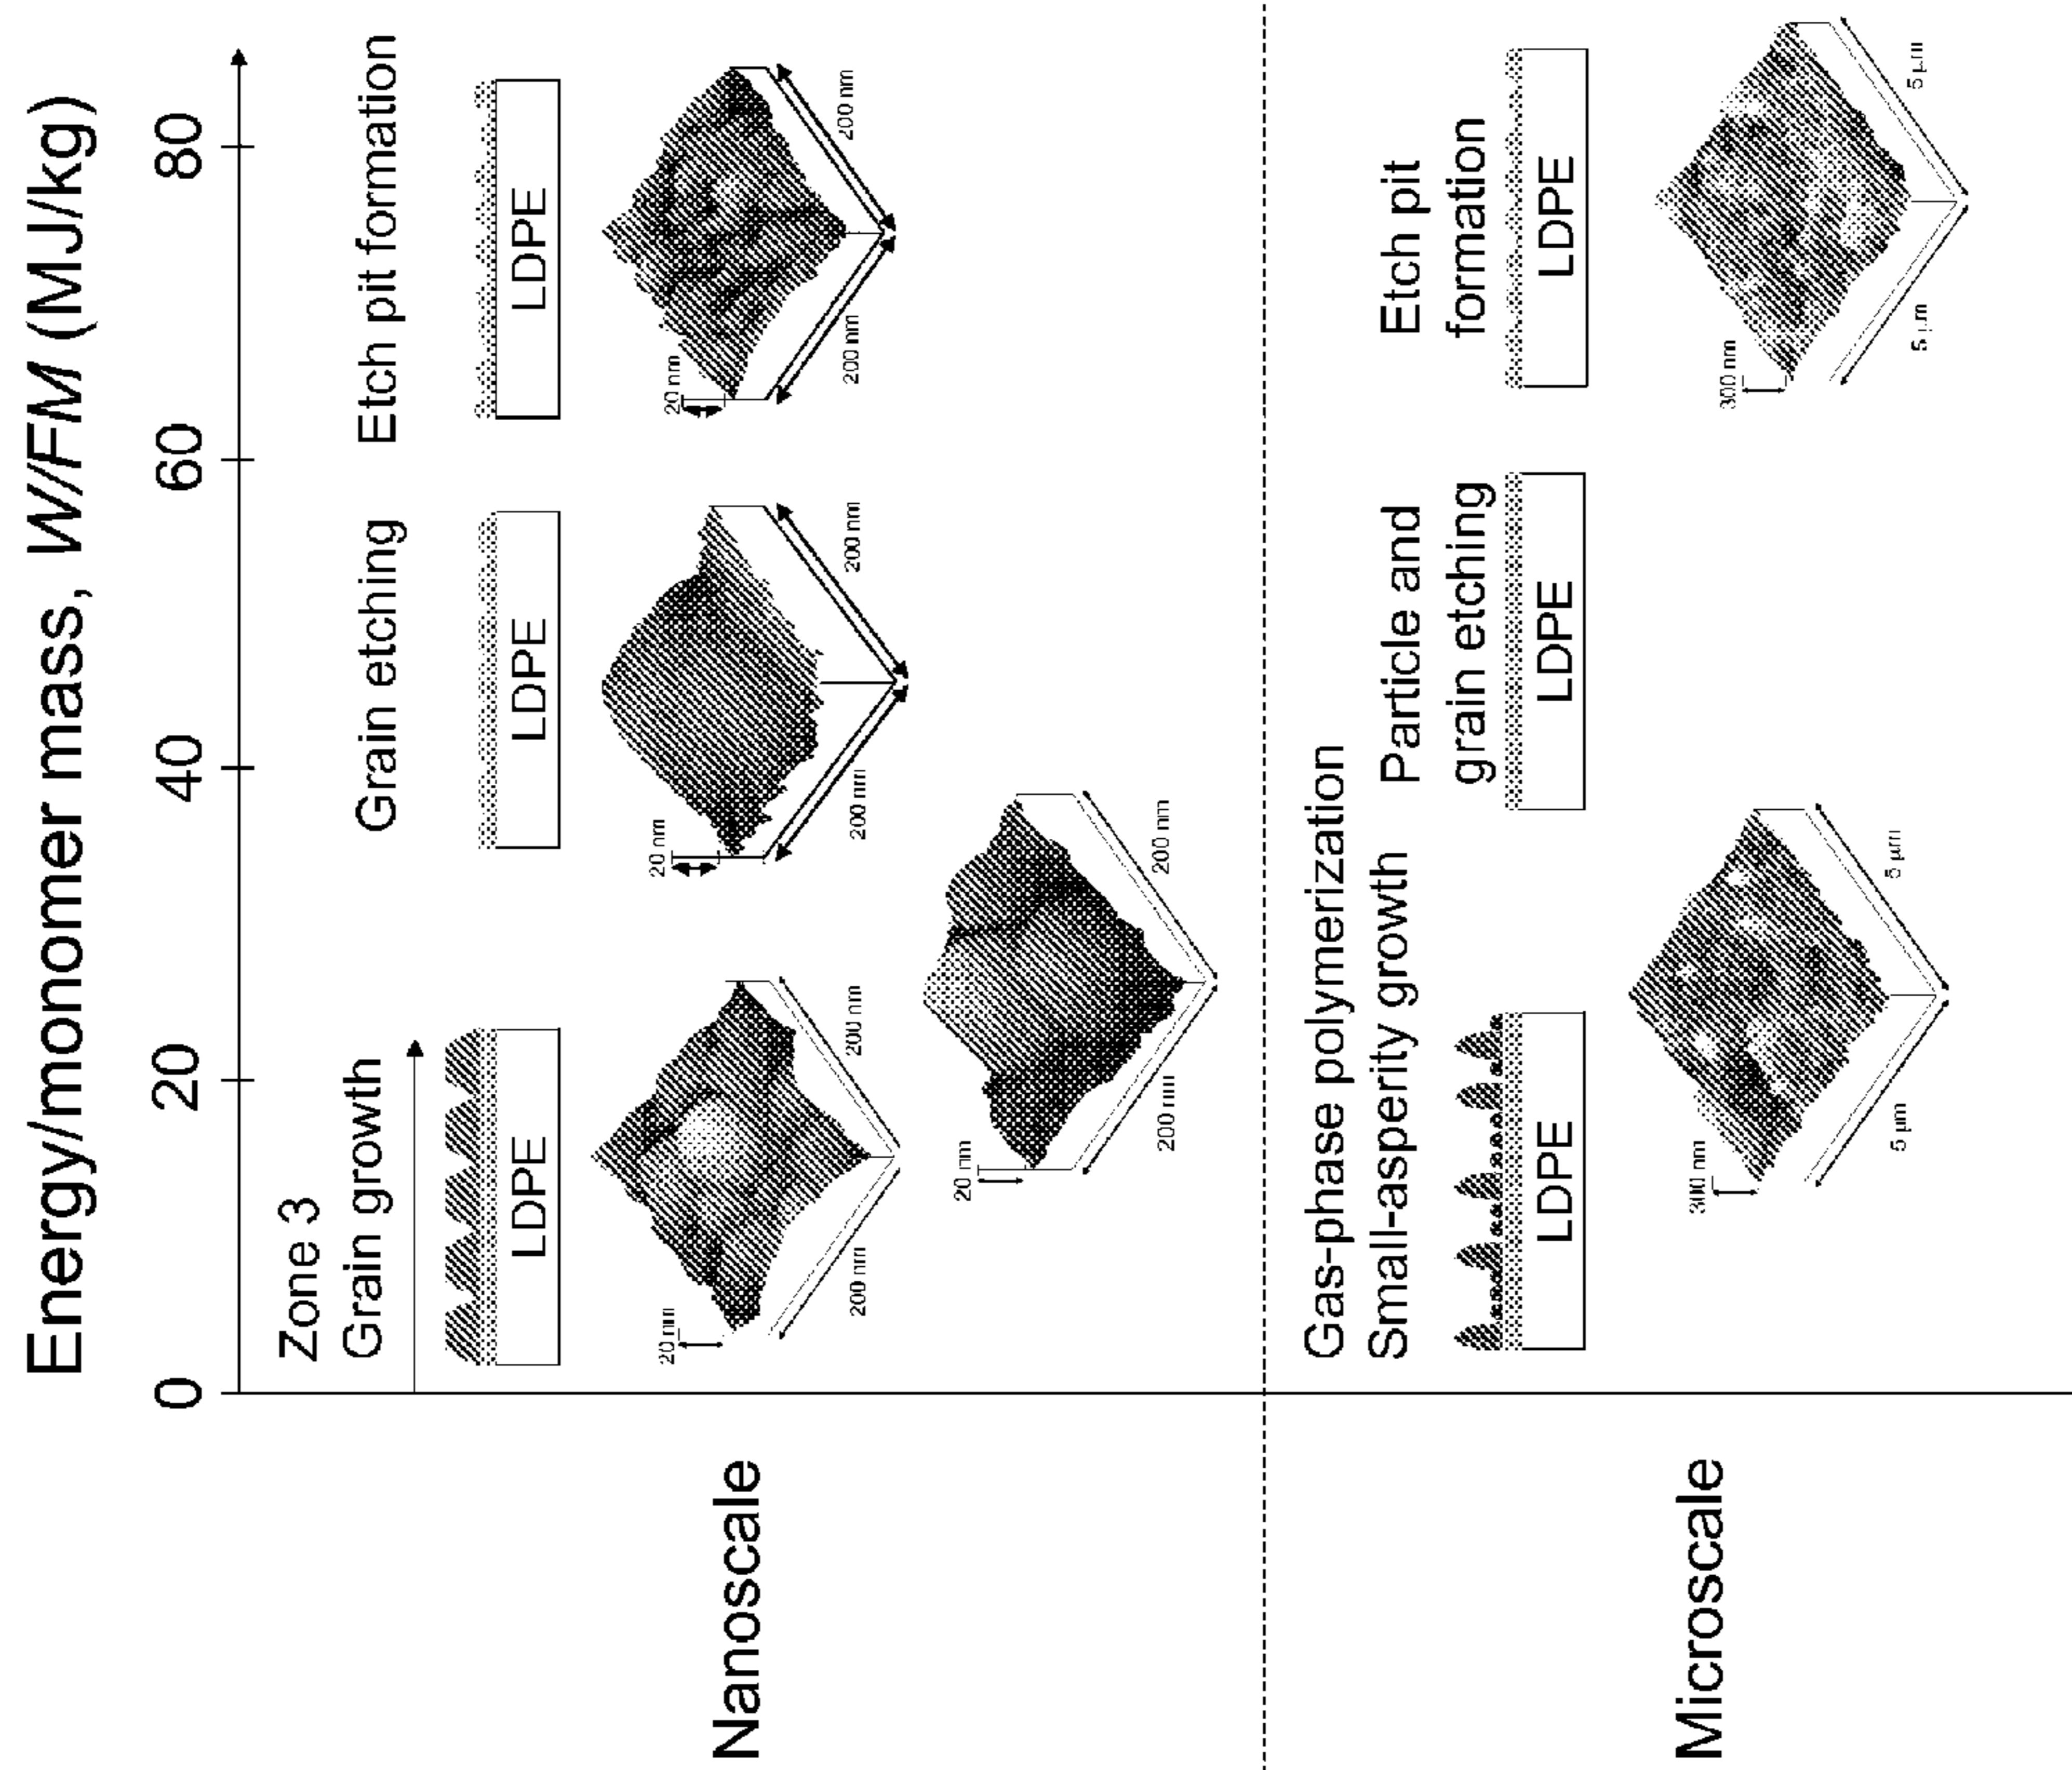 Energy/monomer mass, W/FM (MJ/kg)
0 20 40 60 80
Nanoscale
Zone 3
Grain growth
LDPE
20 nm
200 nm
200 nm
20 nm
200 nm
200 nm
Grain etching
LDPE
20 nm
200 nm
200 nm
Etch pit formation
LDPE
20 nm
200 nm
200 nm
Microscale
Gas-phase polymerization
Small-asperity growth
LDPE
300 nm
5 µm
5 µm
Particle and
grain etching
LDPE
Etch pit
formation
LDPE
300 nm
5 µm
5 µm